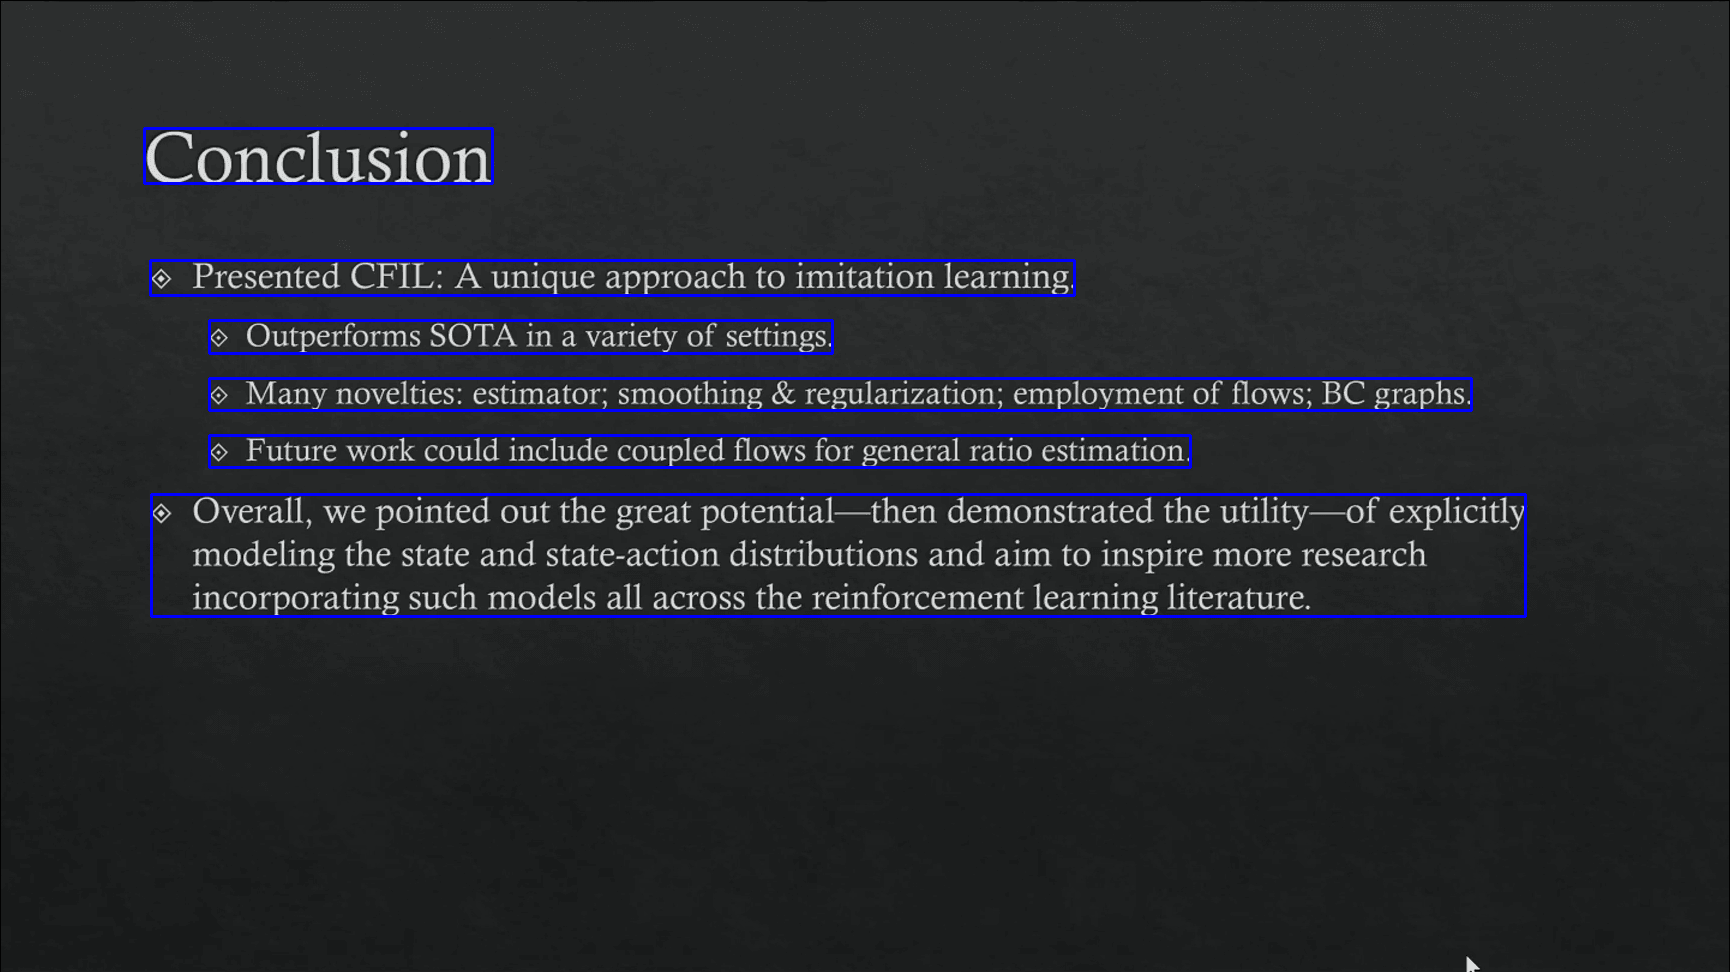 Conclusion
◈ Presented CFIL: A unique approach to imitation learning.
◈ Outperforms SOTA in a variety of settings.
◈ Many novelties: estimator; smoothing & regularization; employment of flows; BC graphs.
◈ Future work could include coupled flows for general ratio estimation.
◈ Overall, we pointed out the great potential—then demonstrated the utility—of explicitly
modeling the state and state-action distributions and aim to inspire more research
incorporating such models all across the reinforcement learning literature.